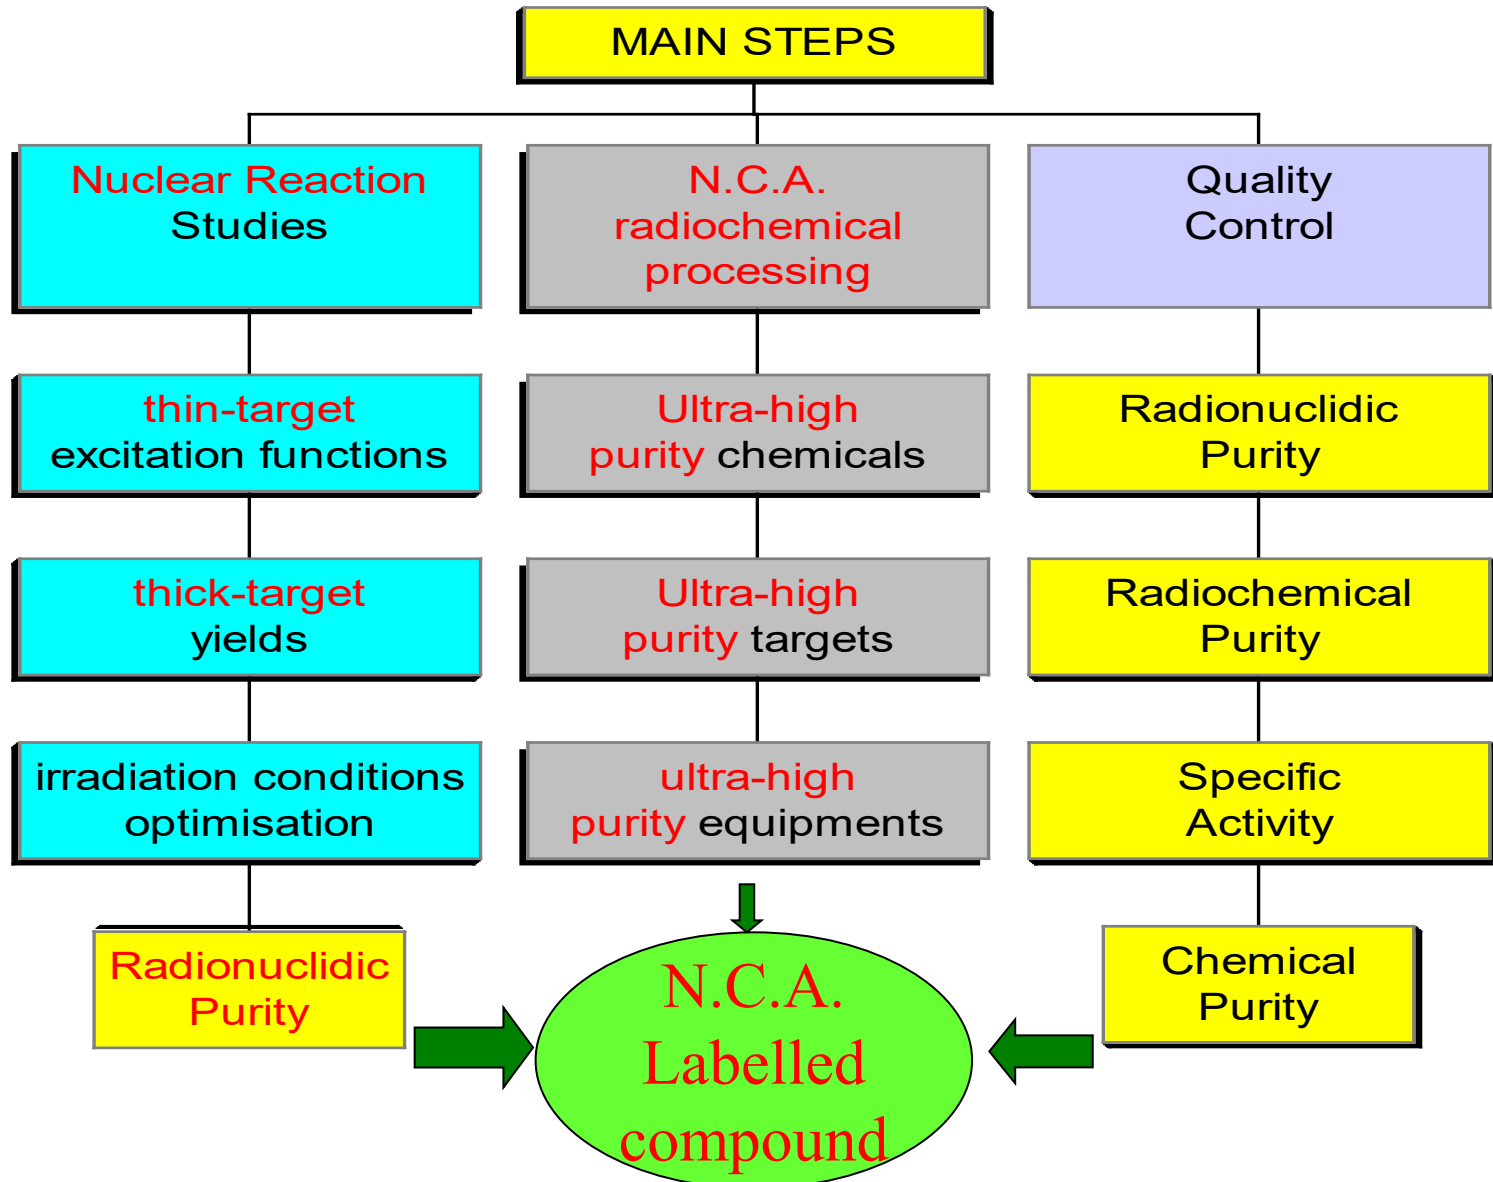 MAIN STEPS
Nuclear Reaction
Studies
N.C.A.
radiochemical
processing
Quality
Control
thin-target
excitation functions
Ultra-high
purity chemicals
Radionuclidic
Purity
thick-target
yields
Ultra-high
purity targets
Radiochemical
Purity
irradiation conditions
optimisation
ultra-high
purity equipments
Specific
Activity
Radionuclidic
Purity
N.C.A.
Labelled
compound
Chemical
Purity